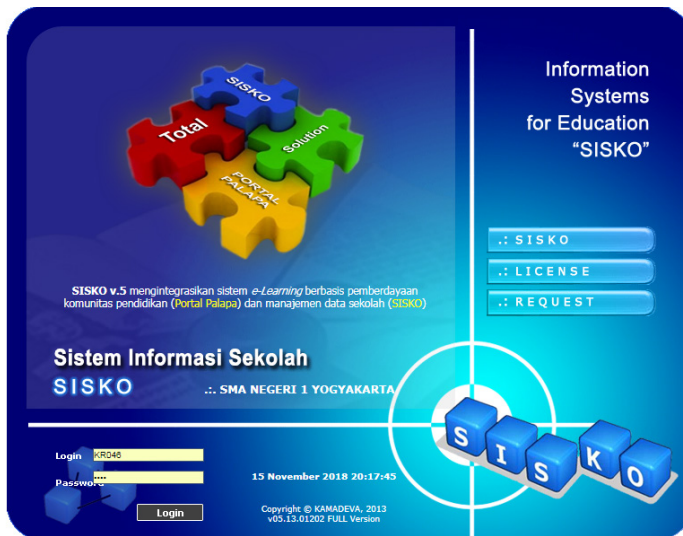 SISKO
Total
Solution
PORTAL
PALAPA
SISKO v.5 mengintegrasikan sistem e-Learning berbasis pemberdayaan
komunitas pendidikan (Portal Palapa) dan manajemen data sekolah (SISKO)
Sistem Informasi Sekolah
SISKO .:. SMA NEGERI 1 YOGYAKARTA
Information
Systems
for Education
“SISKO”
.: SISKO
.: LICENSE
.: REQUEST
SISKO
Login KR046
Password ••••
Login
15 November 2018 20:17:45
Copyright © KAMADEVA, 2013
v05.13.01202 FULL Version